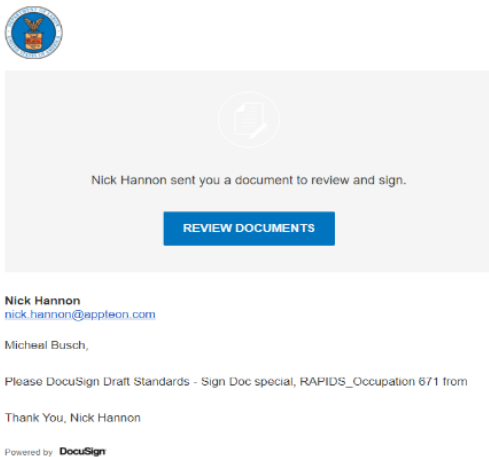 Nick Hannon sent you a document to review and sign.
REVIEW DOCUMENTS
Nick Hannon
nick.hannon@appteon.com
Micheal Busch,
Please DocuSign Draft Standards - Sign Doc special, RAPIDS_Occupation 671 from
Thank You, Nick Hannon
Powered by DocuSign